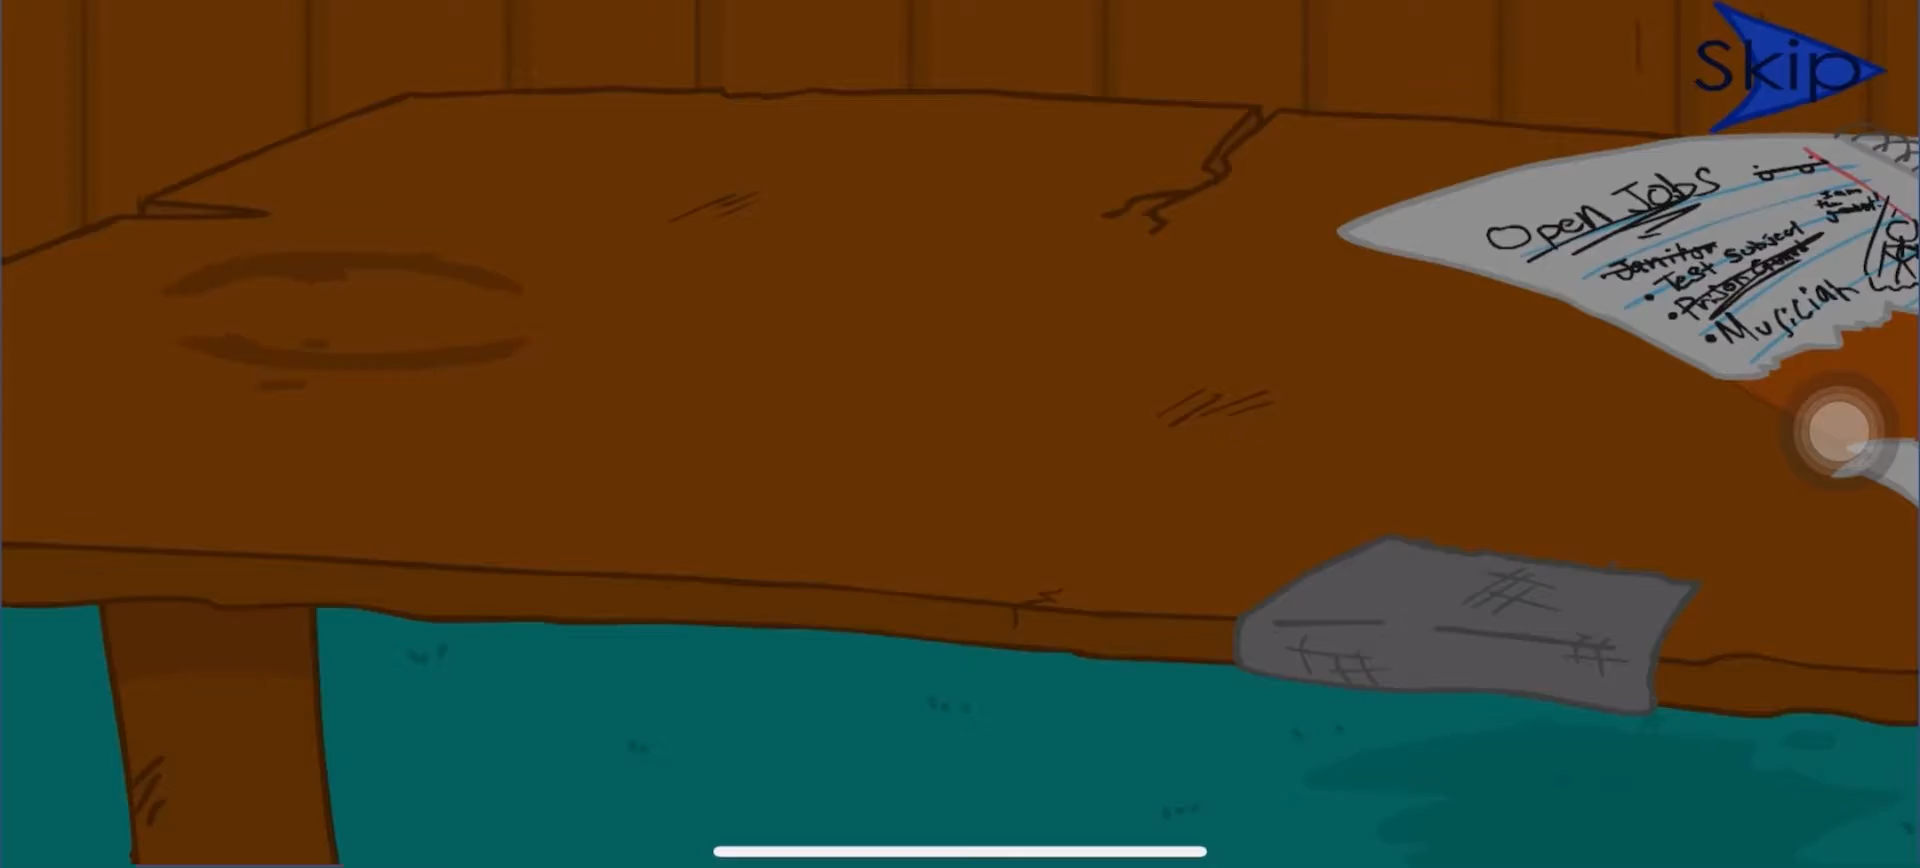 Skip
Open Jobs
Janitor
• Test Subject
• Prison Guard
• Musician